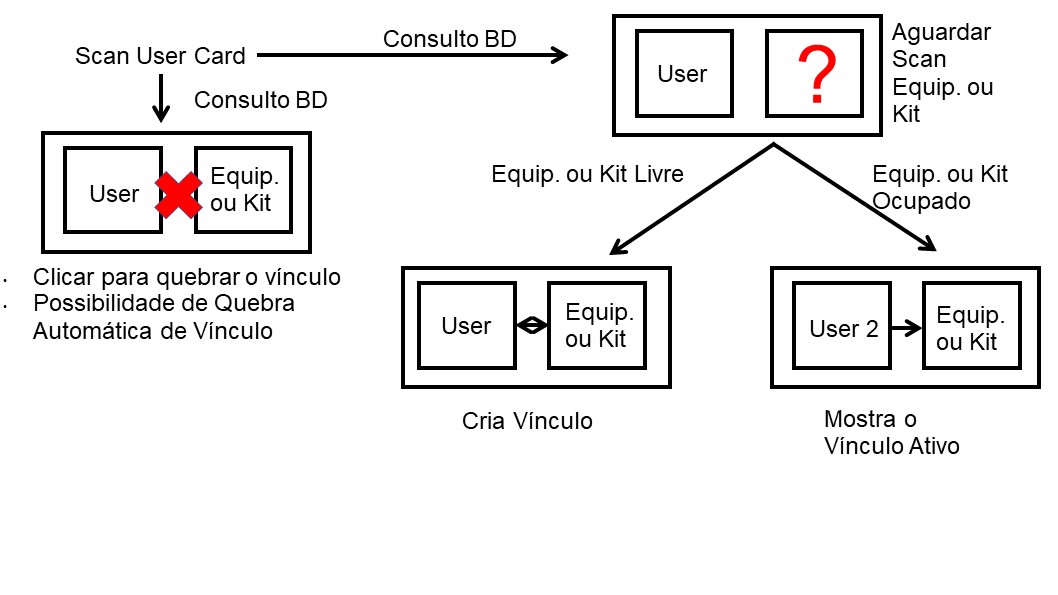 Scan User Card
Consulto BD
Consulto BD
User
?
Aguardar
Scan
Equip. ou
Kit
User
Equip.
ou Kit
• Clicar para quebrar o vínculo
• Possibilidade de Quebra
Automática de Vínculo
Equip. ou Kit Livre
Equip. ou Kit
Ocupado
User
Equip.
ou Kit
Cria Vínculo
User 2
Equip.
ou Kit
Mostra o
Vínculo Ativo